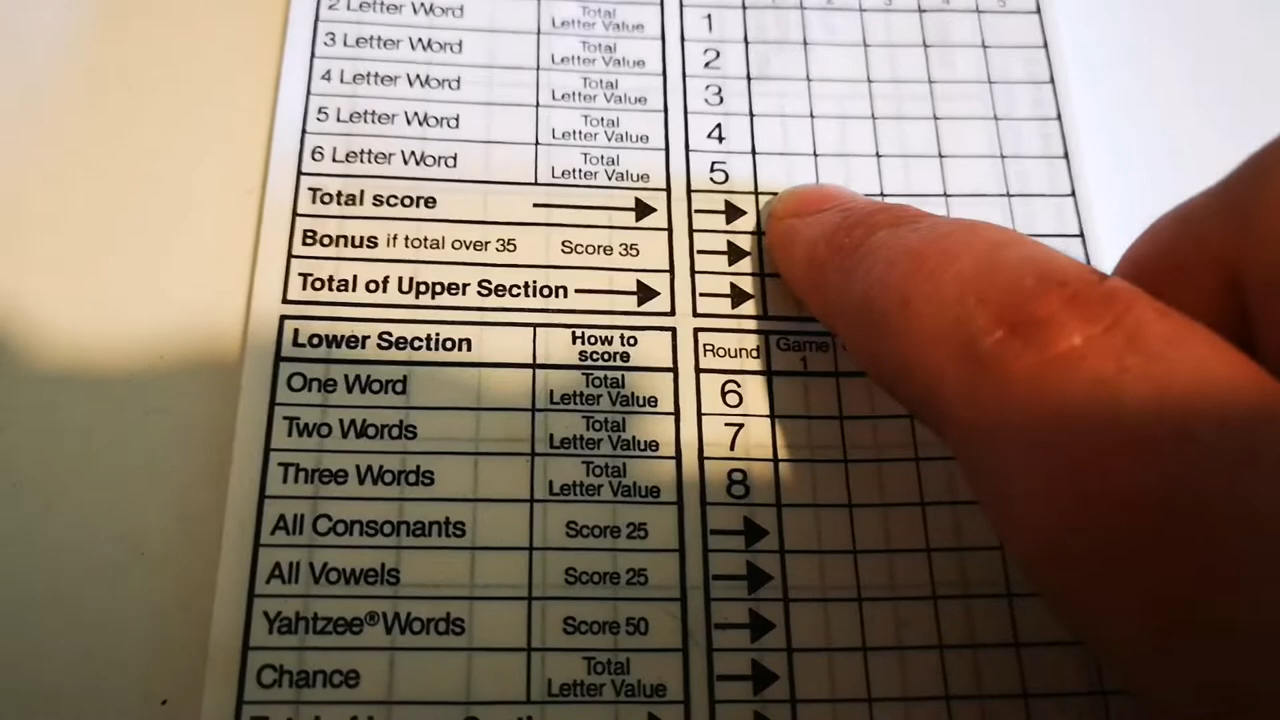 2 Letter Word Total Letter Value 1
3 Letter Word Total Letter Value 2
4 Letter Word Total Letter Value 3
5 Letter Word Total Letter Value 4
6 Letter Word Total Letter Value 5
Total score
Bonus if total over 35 Score 35
Total of Upper Section
Lower Section How to score Round Game 1
One Word Total Letter Value 6
Two Words Total Letter Value 7
Three Words Total Letter Value 8
All Consonants Score 25
All Vowels Score 25
Yahtzee® Words Score 50
Chance Total Letter Value